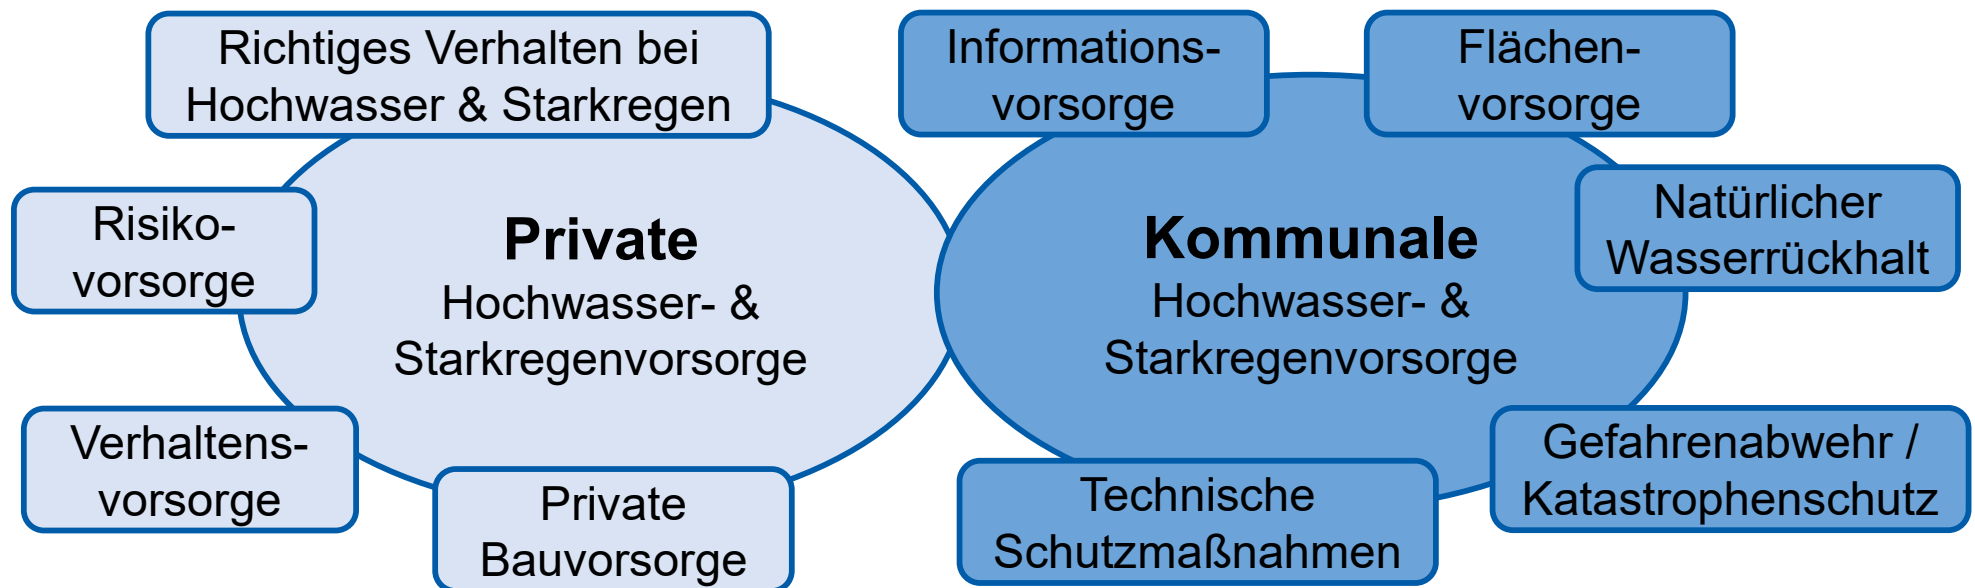 Richtiges Verhalten bei
Hochwasser & Starkregen
Risiko-
vorsorge
Private
Hochwasser- &
Starkregenvorsorge
Verhaltens-
vorsorge
Private
Bauvorsorge
Informations-
vorsorge
Flächen-
vorsorge
Natürlicher
Wasserrückhalt
Kommunale
Hochwasser- &
Starkregenvorsorge
Gefahrenabwehr /
Katastrophenschutz
Technische
Schutzmaßnahmen